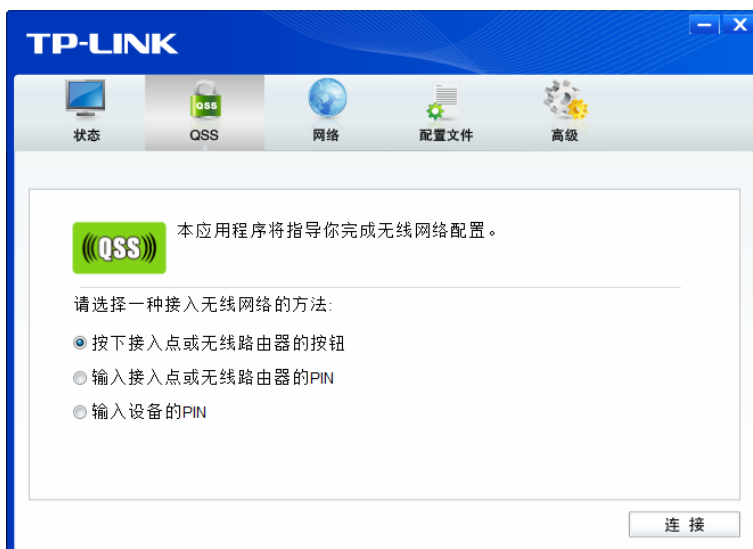 TP-LINK
状态
QSS
QSS
网络
配置文件
高级
QSS
本应用程序将指导你完成无线网络配置。
请选择一种接入无线网络的方法:
按下接入点或无线路由器的按钮
输入接入点或无线路由器的PIN
输入设备的PIN
连 接